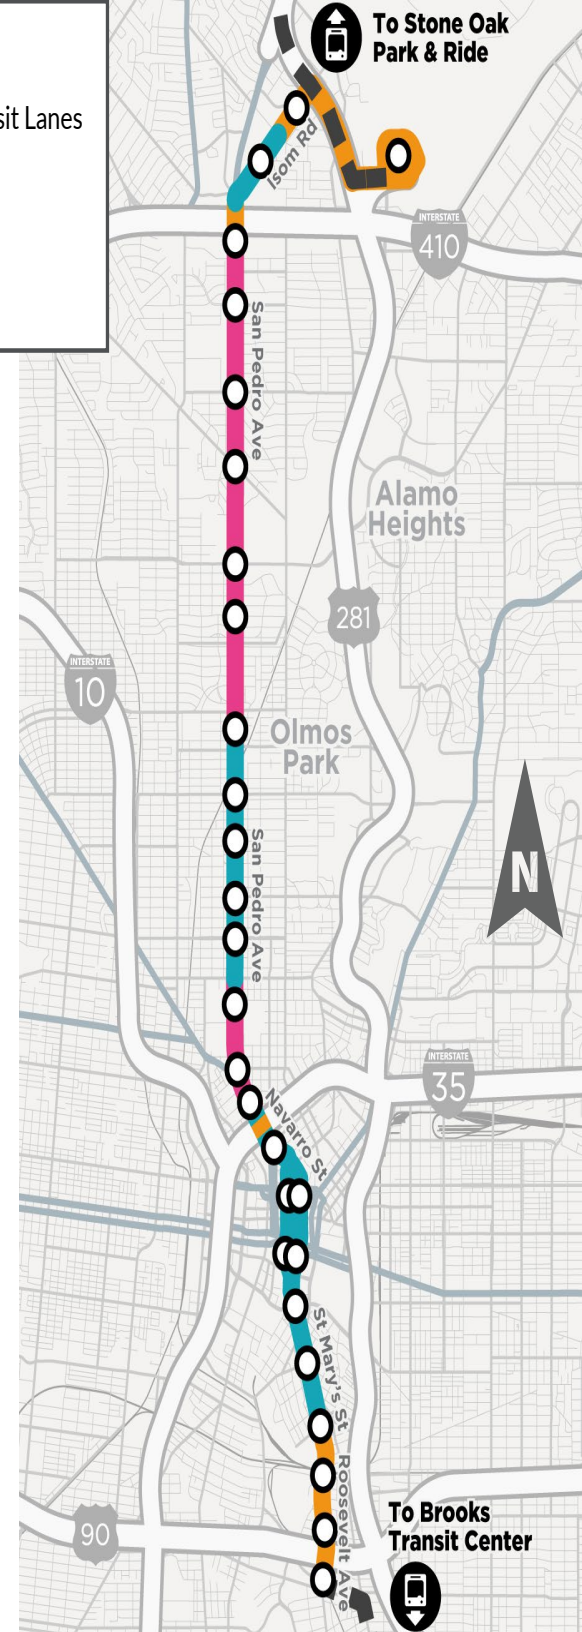 To Stone Oak
Park & Ride
sit Lanes
Isom Rd
INTERSTATE
410
San Pedro Ave
Alamo
Heights
281
INTERSTATE
10
Olmos
Park
San Pedro Ave
N
INTERSTATE
35
Navarro St
St Mary's St
Roosevelt Ave
To Brooks
Transit Center
90